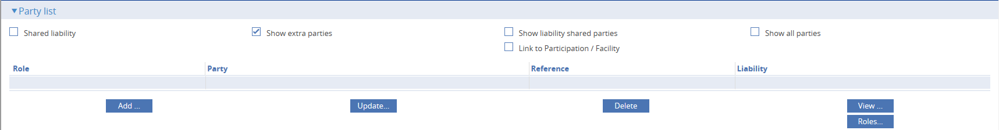 Party list
Shared liability
Show extra parties
Show liability shared parties
Show all parties
Link to Participation / Facility
Role Party Reference Liability
Add ... Update... Delete View ...
Roles...